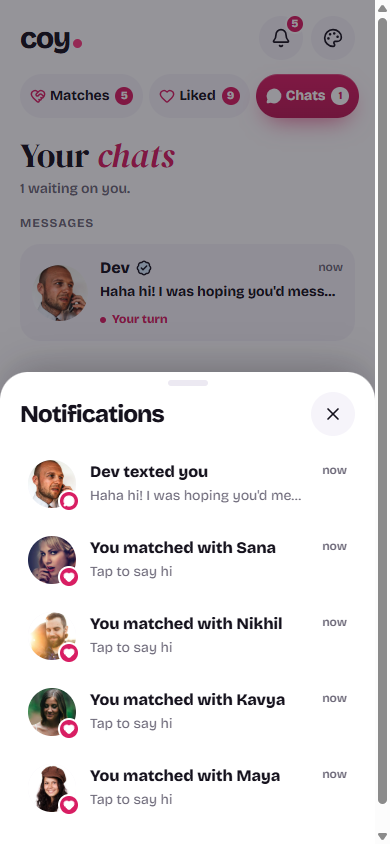 coy.
5
Matches 5
Liked 9
Chats 1
Your chats
1 waiting on you.
MESSAGES
Dev
now
Haha hi! I was hoping you'd mess...
Your turn
Notifications
Dev texted you
now
Haha hi! I was hoping you'd me...
You matched with Sana
now
Tap to say hi
You matched with Nikhil
now
Tap to say hi
You matched with Kavya
now
Tap to say hi
You matched with Maya
now
Tap to say hi